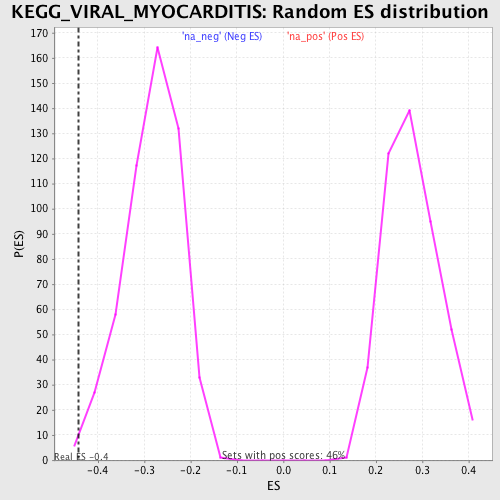 KEGG_VIRAL_MYOCARDITIS: Random ES distribution
'na_neg' (Neg ES) 'na_pos' (Pos ES)
170
160
150
140
130
120
110
100
90
80
70
60
50
40
30
20
10
0
P(ES)
Real ES -0.4
Sets with pos scores: 46%
-0.4 -0.3 -0.2 -0.1 0.0 0.1 0.2 0.3 0.4
ES